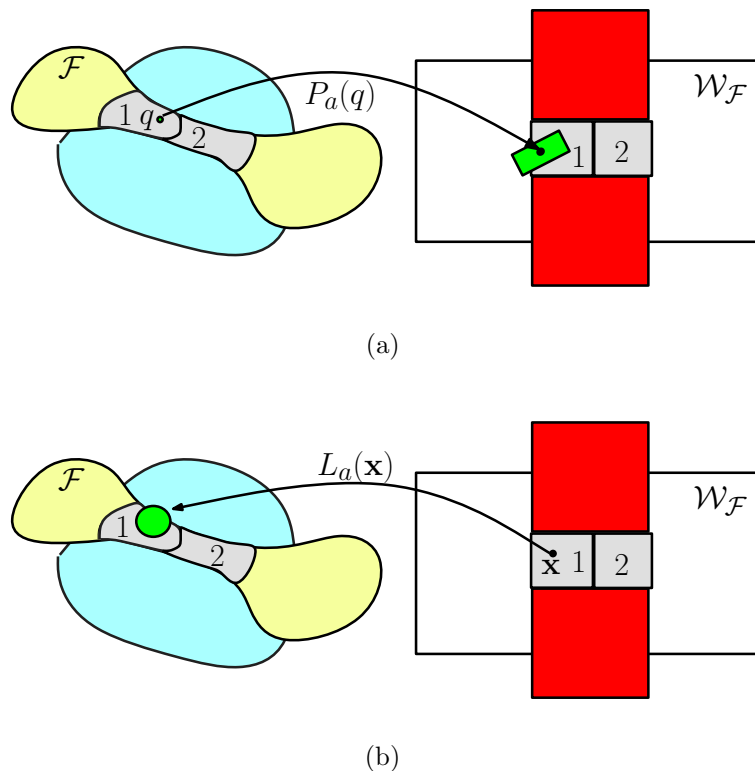 𝓕 P_a(q) 𝓦_𝓕
1 q 2 1 2
(a)
𝓕 L_a(𝐱) 𝓦_𝓕
1 2 𝐱 1 2
(b)